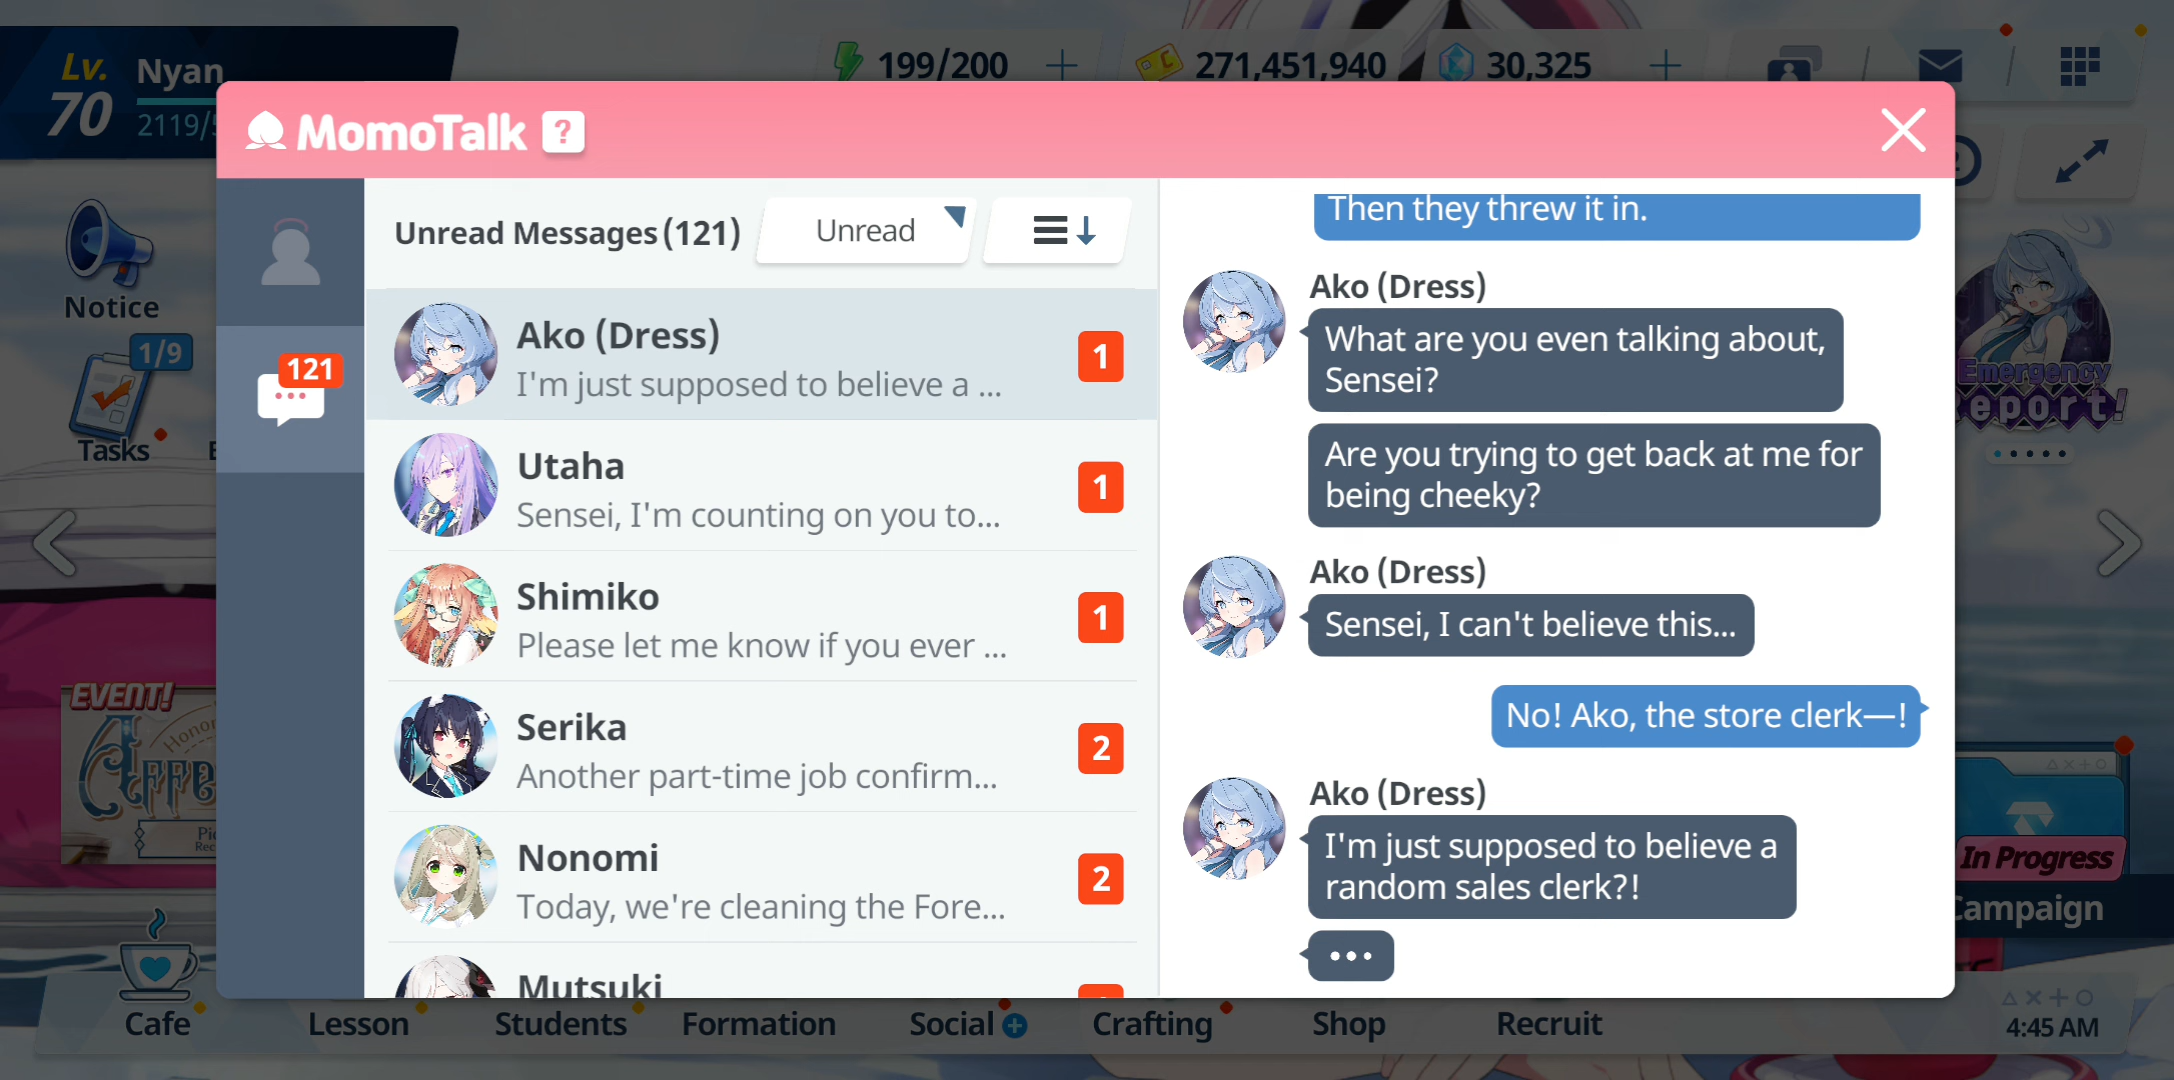 Lv.
70
Nyan
2119/
199/200
271,451,940
30,325
MomoTalk ?
Notice
1/9
Tasks
121
Unread Messages (121)
Unread
Ako (Dress)
I'm just supposed to believe a ...
1
Utaha
Sensei, I'm counting on you to...
1
Shimiko
Please let me know if you ever ...
1
Serika
Another part-time job confirm...
2
Nonomi
Today, we're cleaning the Fore...
2
Mutsuki
Then they threw it in.
Ako (Dress)
What are you even talking about,
Sensei?
Are you trying to get back at me for
being cheeky?
Ako (Dress)
Sensei, I can't believe this...
No! Ako, the store clerk—!
Ako (Dress)
I'm just supposed to believe a
random sales clerk?!
...
Emergency
Report!
EVENT!
In Progress
Campaign
Cafe
Lesson
Students
Formation
Social
Crafting
Shop
Recruit
4:45 AM